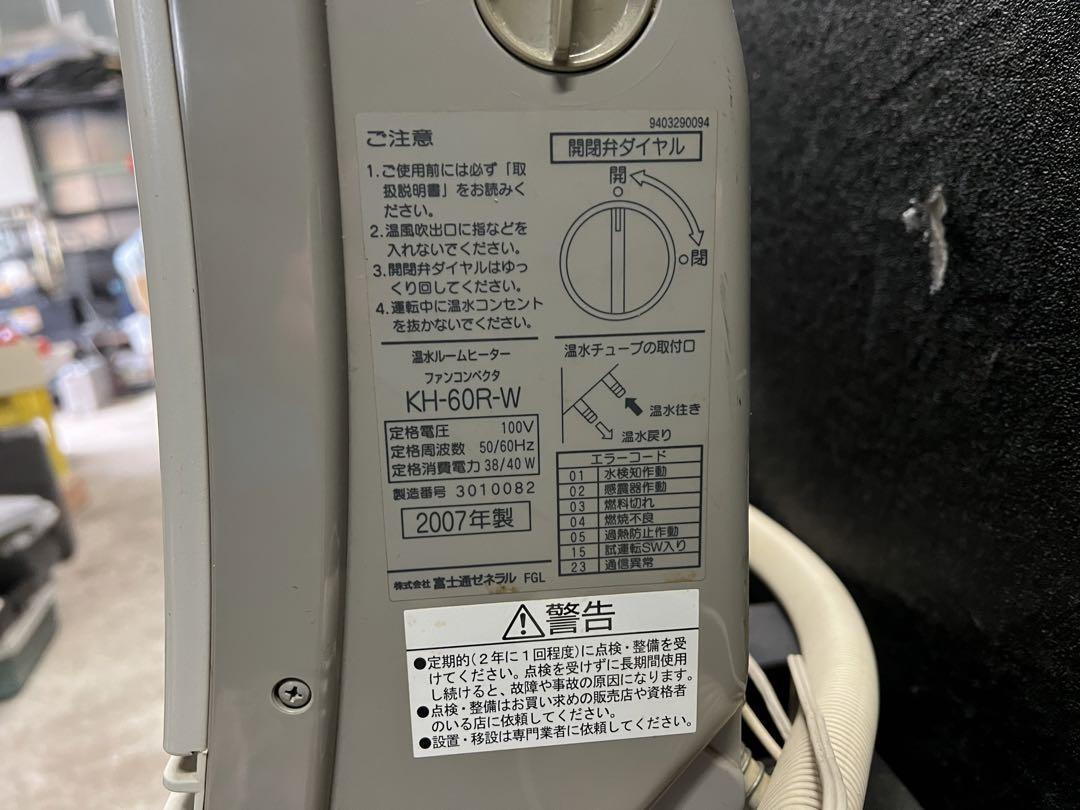 9403290094
ご注意
1.ご使用前には必ず「取
扱説明書」をお読みく
ださい。
2.温風吹出口に指などを
入れないでください。
3.開閉弁ダイヤルはゆっ
くり回してください。
4.運転中に温水コンセント
を抜かないでください。
開閉弁ダイヤル
開
閉
温水ルームヒーター
ファンコンベクタ
KH-60R-W
定格電圧 100V
定格周波数 50/60Hz
定格消費電力 38/40 W
製造番号 3010082
2007年製
株式会社 富士通ゼネラル FGL
温水チューブの取付口
温水往き
温水戻り
エラーコード
01 水検知作動
02 感震器作動
03 燃料切れ
04 燃焼不良
05 過熱防止作動
15 試運転SW入り
23 通信異常
警告
●定期的(2年に1回程度)に点検・整備を受
けてください。点検を受けずに長期間使用
し続けると、故障や事故の原因になります。
●点検・整備はお買い求めの販売店や資格者
のいる店に依頼してください。
●設置・移設は専門業者に依頼してください。